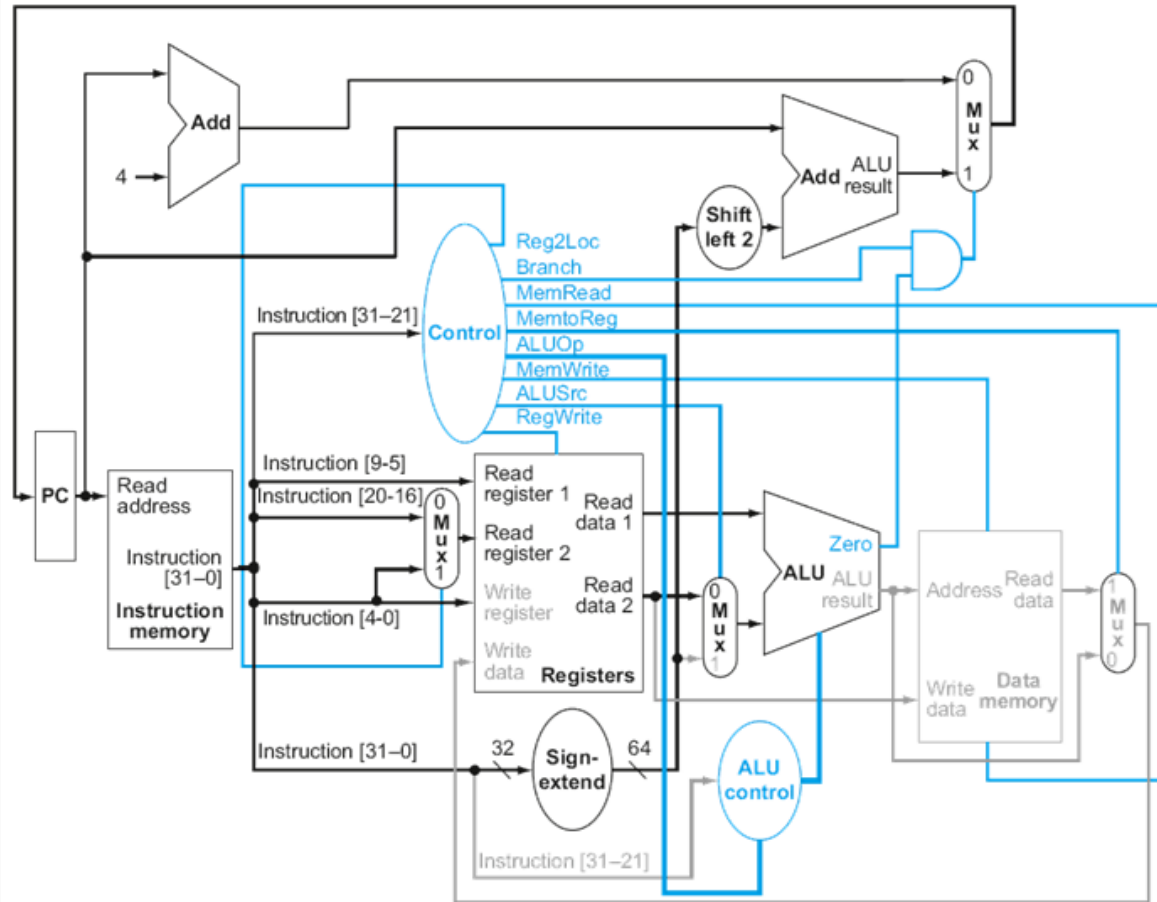 0
M
u
x
1
Add
4
Add
ALU
result
Shift
left 2
Reg2Loc
Branch
MemRead
MemtoReg
ALUOp
MemWrite
ALUSrc
RegWrite
Control
Instruction [31–21]
PC
Read
address
Instruction
[31–0]
Instruction
memory
Instruction [9-5]
Instruction [20-16]
Instruction [4-0]
0
M
u
x
1
Read
register 1
Read
register 2
Write
register
Write
data
Read
data 1
Read
data 2
Registers
0
M
u
x
1
Zero
ALU
ALU
result
Address
Read
data
Write
data
Data
memory
1
M
u
x
0
Instruction [31–0]
32
Sign-
extend
64
ALU
control
Instruction [31–21]